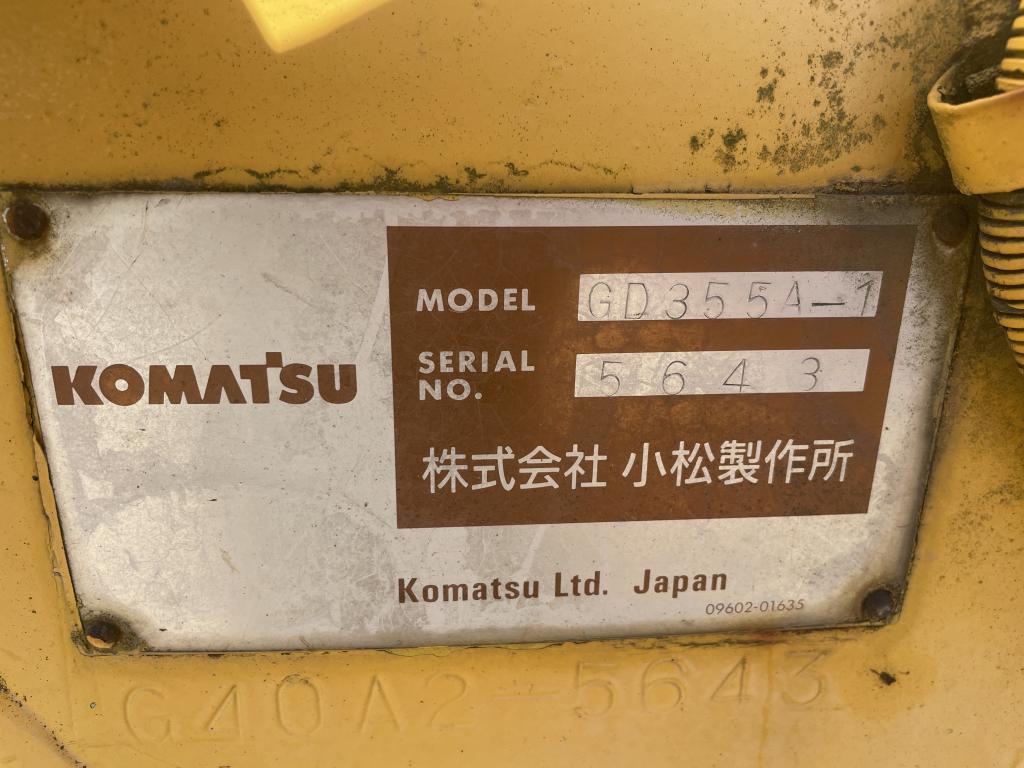 KOMATSU
MODEL GD355A-1
SERIAL NO. 5643
株式会社 小松製作所
Komatsu Ltd. Japan
09602-01635
G40A2-5643